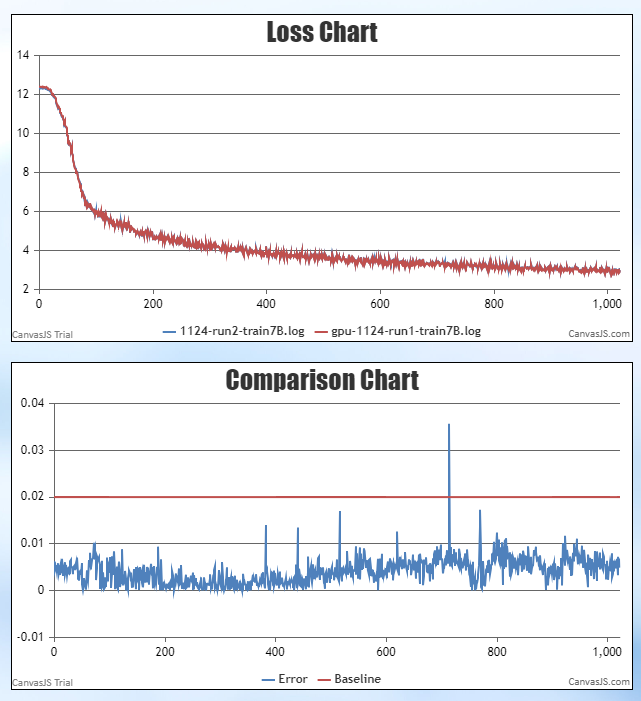 Loss Chart
14
12
10
8
6
4
2
0 200 400 600 800 1,000
1124-run2-train7B.log gpu-1124-run1-train7B.log
CanvasJS Trial CanvasJS.com
Comparison Chart
0.04
0.03
0.02
0.01
0
-0.01
0 200 400 600 800 1,000
Error Baseline
CanvasJS Trial CanvasJS.com